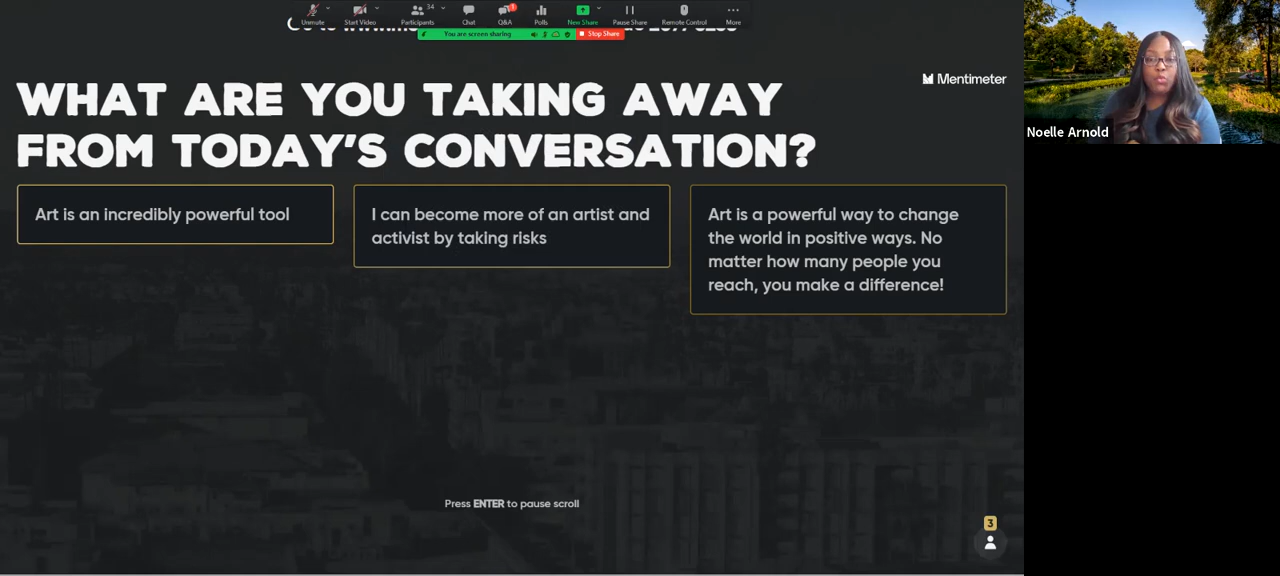 34
1
Unmute
Start Video
Participants
Chat
Q&A
Polls
New Share
Pause Share
Remote Control
More
You are screen sharing
Stop Share
Mentimeter
WHAT ARE YOU TAKING AWAY
FROM TODAY'S CONVERSATION?
Noelle Arnold
Art is an incredibly powerful tool
I can become more of an artist and
activist by taking risks
Art is a powerful way to change
the world in positive ways. No
matter how many people you
reach, you make a difference!
Press ENTER to pause scroll
3